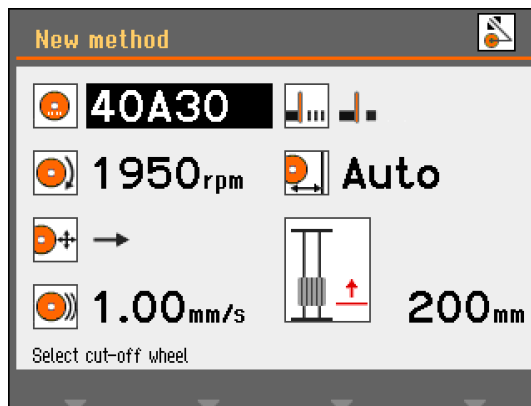 New method
40A30
1950rpm Auto
1.00mm/s 200mm
Select cut-off wheel